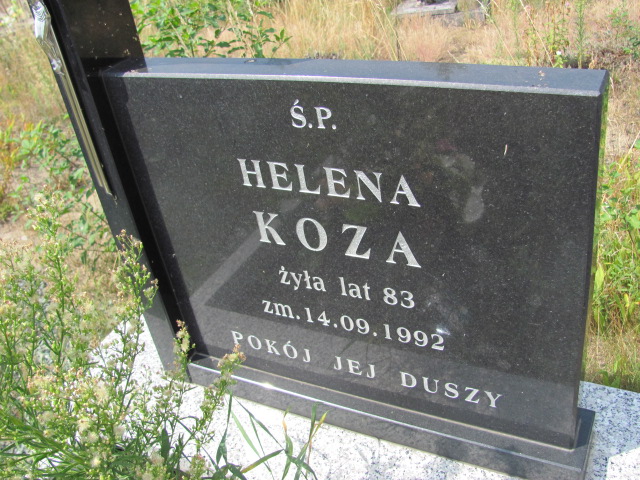 Ś.P.
HELENA
KOZA
żyła lat 83
zm.14.09.1992
POKÓJ JEJ DUSZY